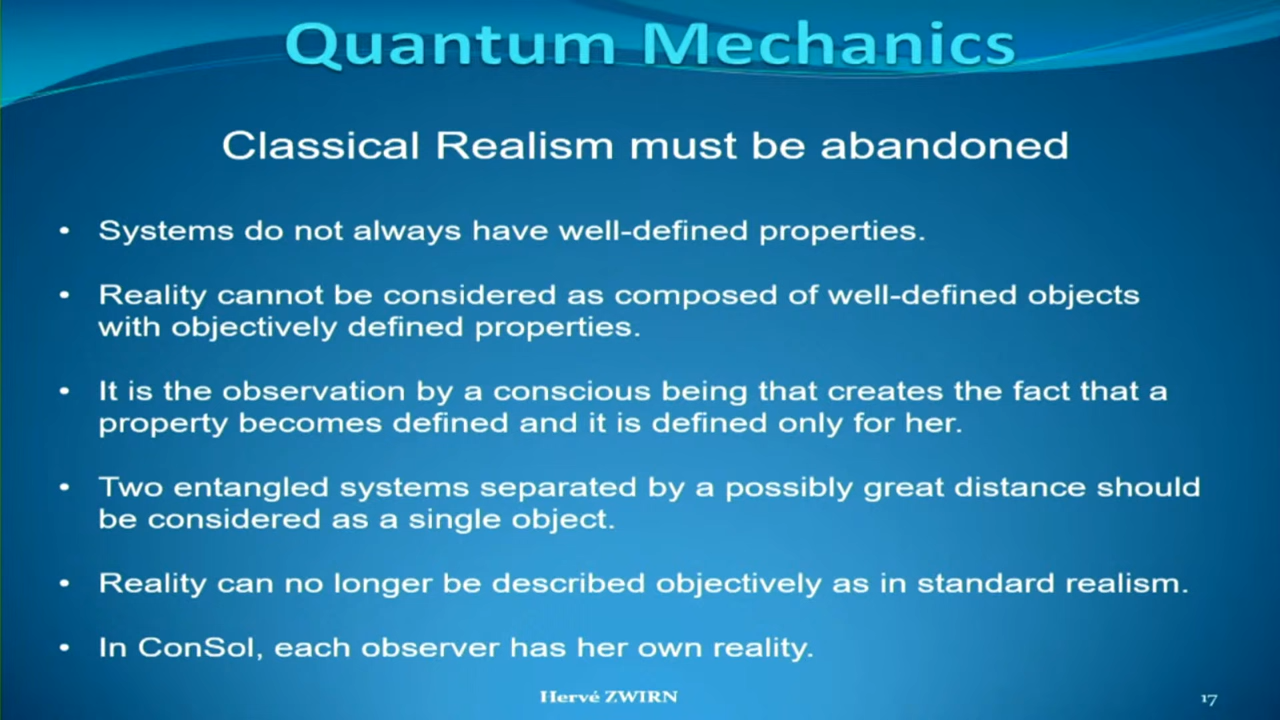 Quantum Mechanics
Classical Realism must be abandoned
• Systems do not always have well-defined properties.
• Reality cannot be considered as composed of well-defined objects
with objectively defined properties.
• It is the observation by a conscious being that creates the fact that a
property becomes defined and it is defined only for her.
• Two entangled systems separated by a possibly great distance should
be considered as a single object.
• Reality can no longer be described objectively as in standard realism.
• In ConSol, each observer has her own reality.
Hervé ZWIRN
17